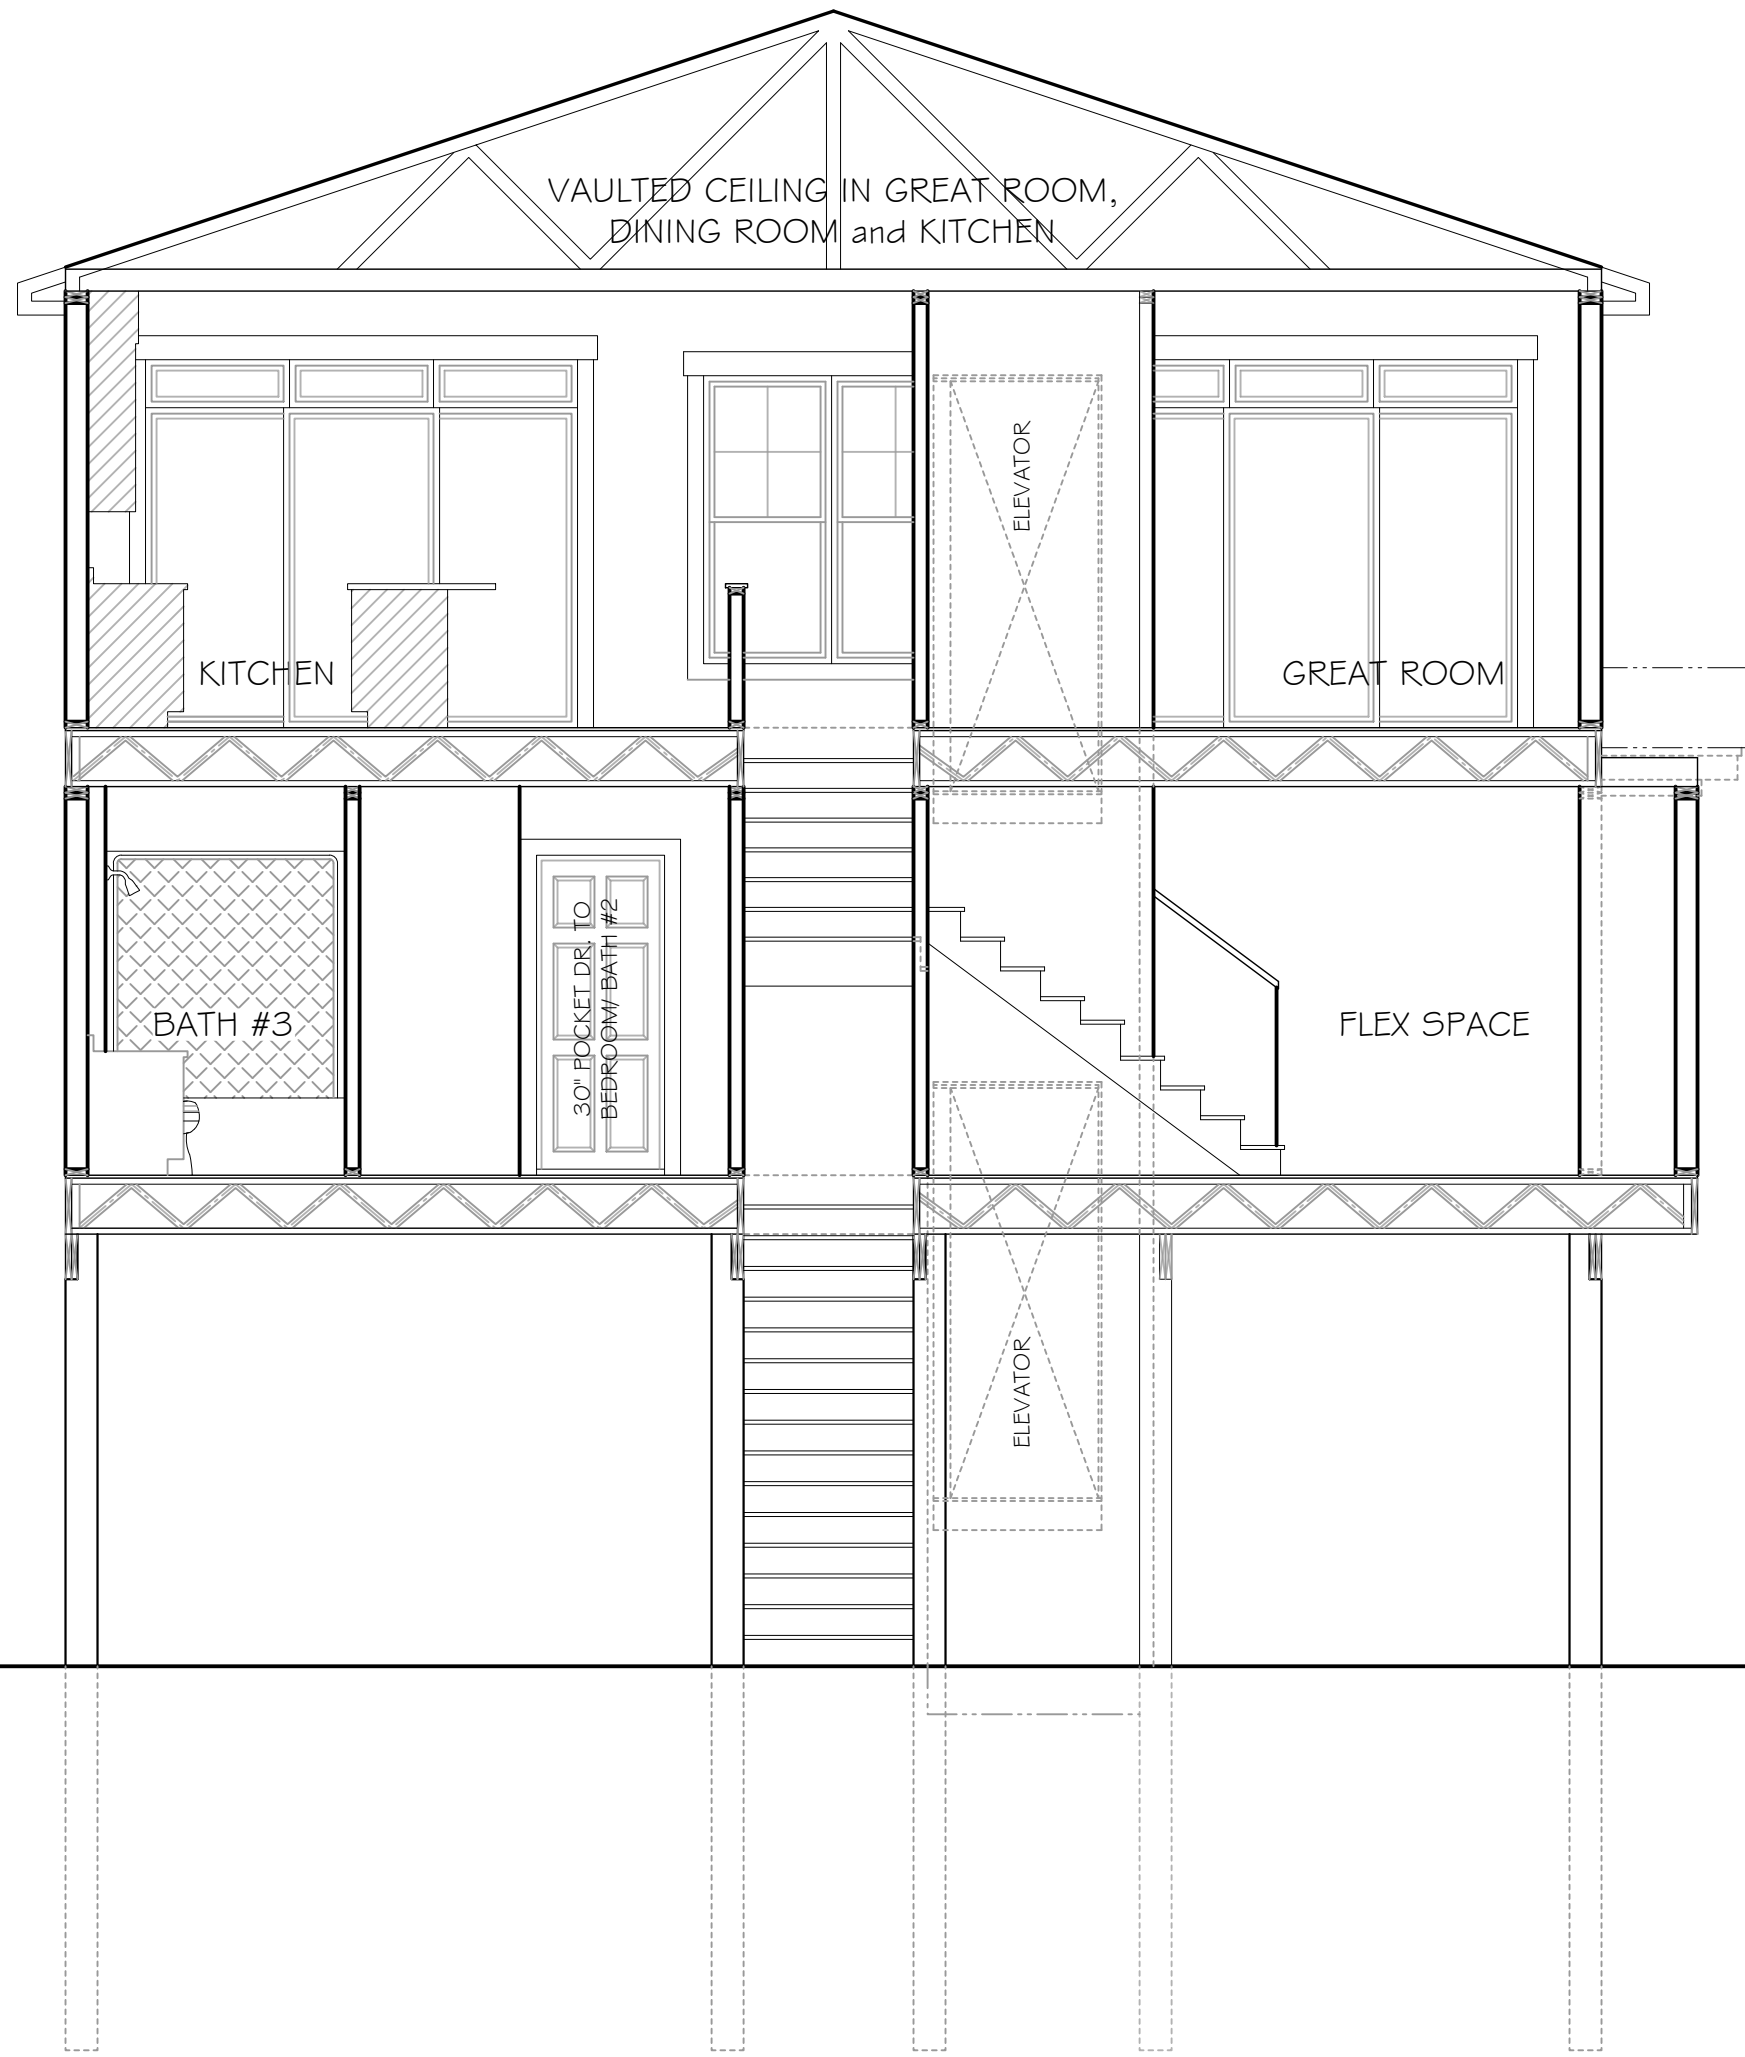 VAULTED CEILING IN GREAT ROOM,
DINING ROOM and KITCHEN
ELEVATOR
KITCHEN
GREAT ROOM
30" POCKET DR. TO
BEDROOM/ BATH #2
BATH #3
FLEX SPACE
ELEVATOR